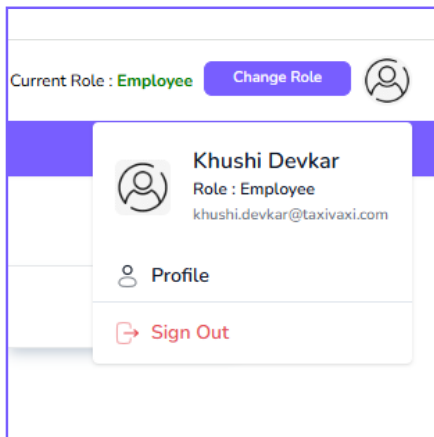 Current Role : Employee Change Role
Khushi Devkar
Role : Employee
khushi.devkar@taxivaxi.com
Profile
Sign Out